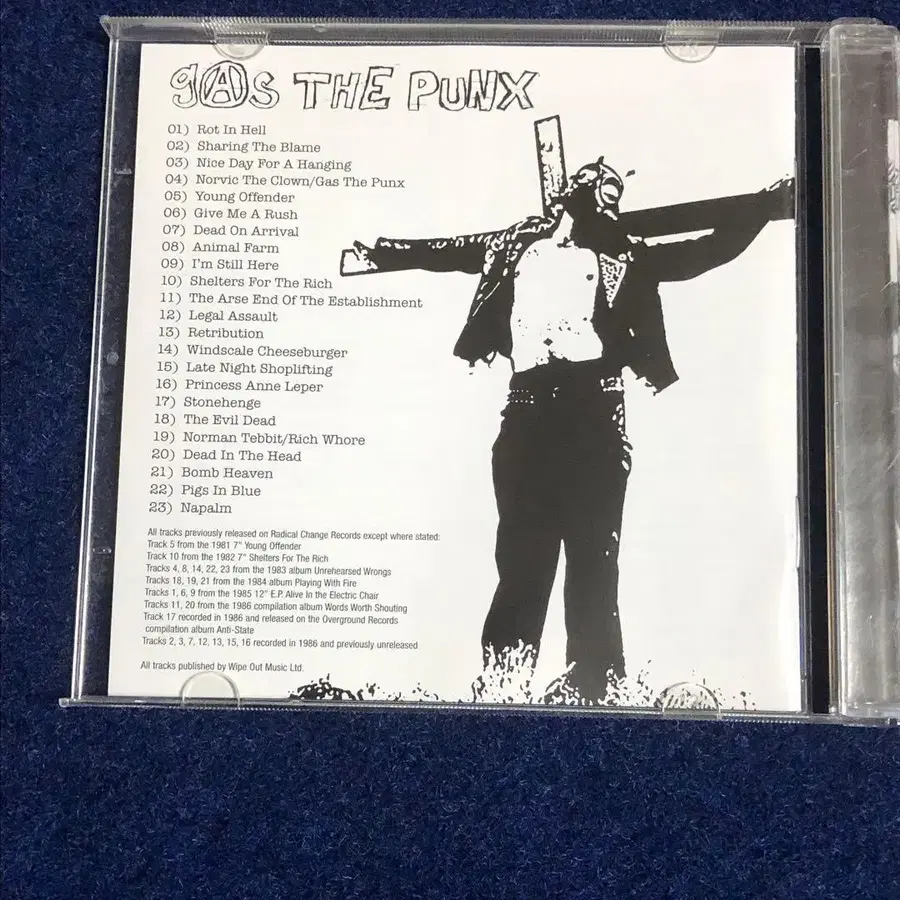 gAs THE PUNX
01) Rot In Hell
02) Sharing The Blame
03) Nice Day For A Hanging
04) Norvic The Clown/Gas The Punx
05) Young Offender
06) Give Me A Rush
07) Dead On Arrival
08) Animal Farm
09) I'm Still Here
10) Shelters For The Rich
11) The Arse End Of The Establishment
12) Legal Assault
13) Retribution
14) Windscale Cheeseburger
15) Late Night Shoplifting
16) Princess Anne Leper
17) Stonehenge
18) The Evil Dead
19) Norman Tebbit/Rich Whore
20) Dead In The Head
21) Bomb Heaven
22) Pigs In Blue
23) Napalm
All tracks previously released on Radical Change Records except where stated:
Track 5 from the 1981 7" Young Offender
Track 10 from the 1982 7" Shelters For The Rich
Tracks 4, 8, 14, 22, 23 from the 1983 album Unrehearsed Wrongs
Tracks 18, 19, 21 from the 1984 album Playing With Fire
Tracks 1, 6, 9 from the 1985 12" E.P. Alive In the Electric Chair
Tracks 11, 20 from the 1986 compilation album Words Worth Shouting
Track 17 recorded in 1986 and released on the Overground Records
compilation album Anti-State
Tracks 2, 3, 7, 12, 13, 15, 16 recorded in 1986 and previously unreleased
All tracks published by Wipe Out Music Ltd.